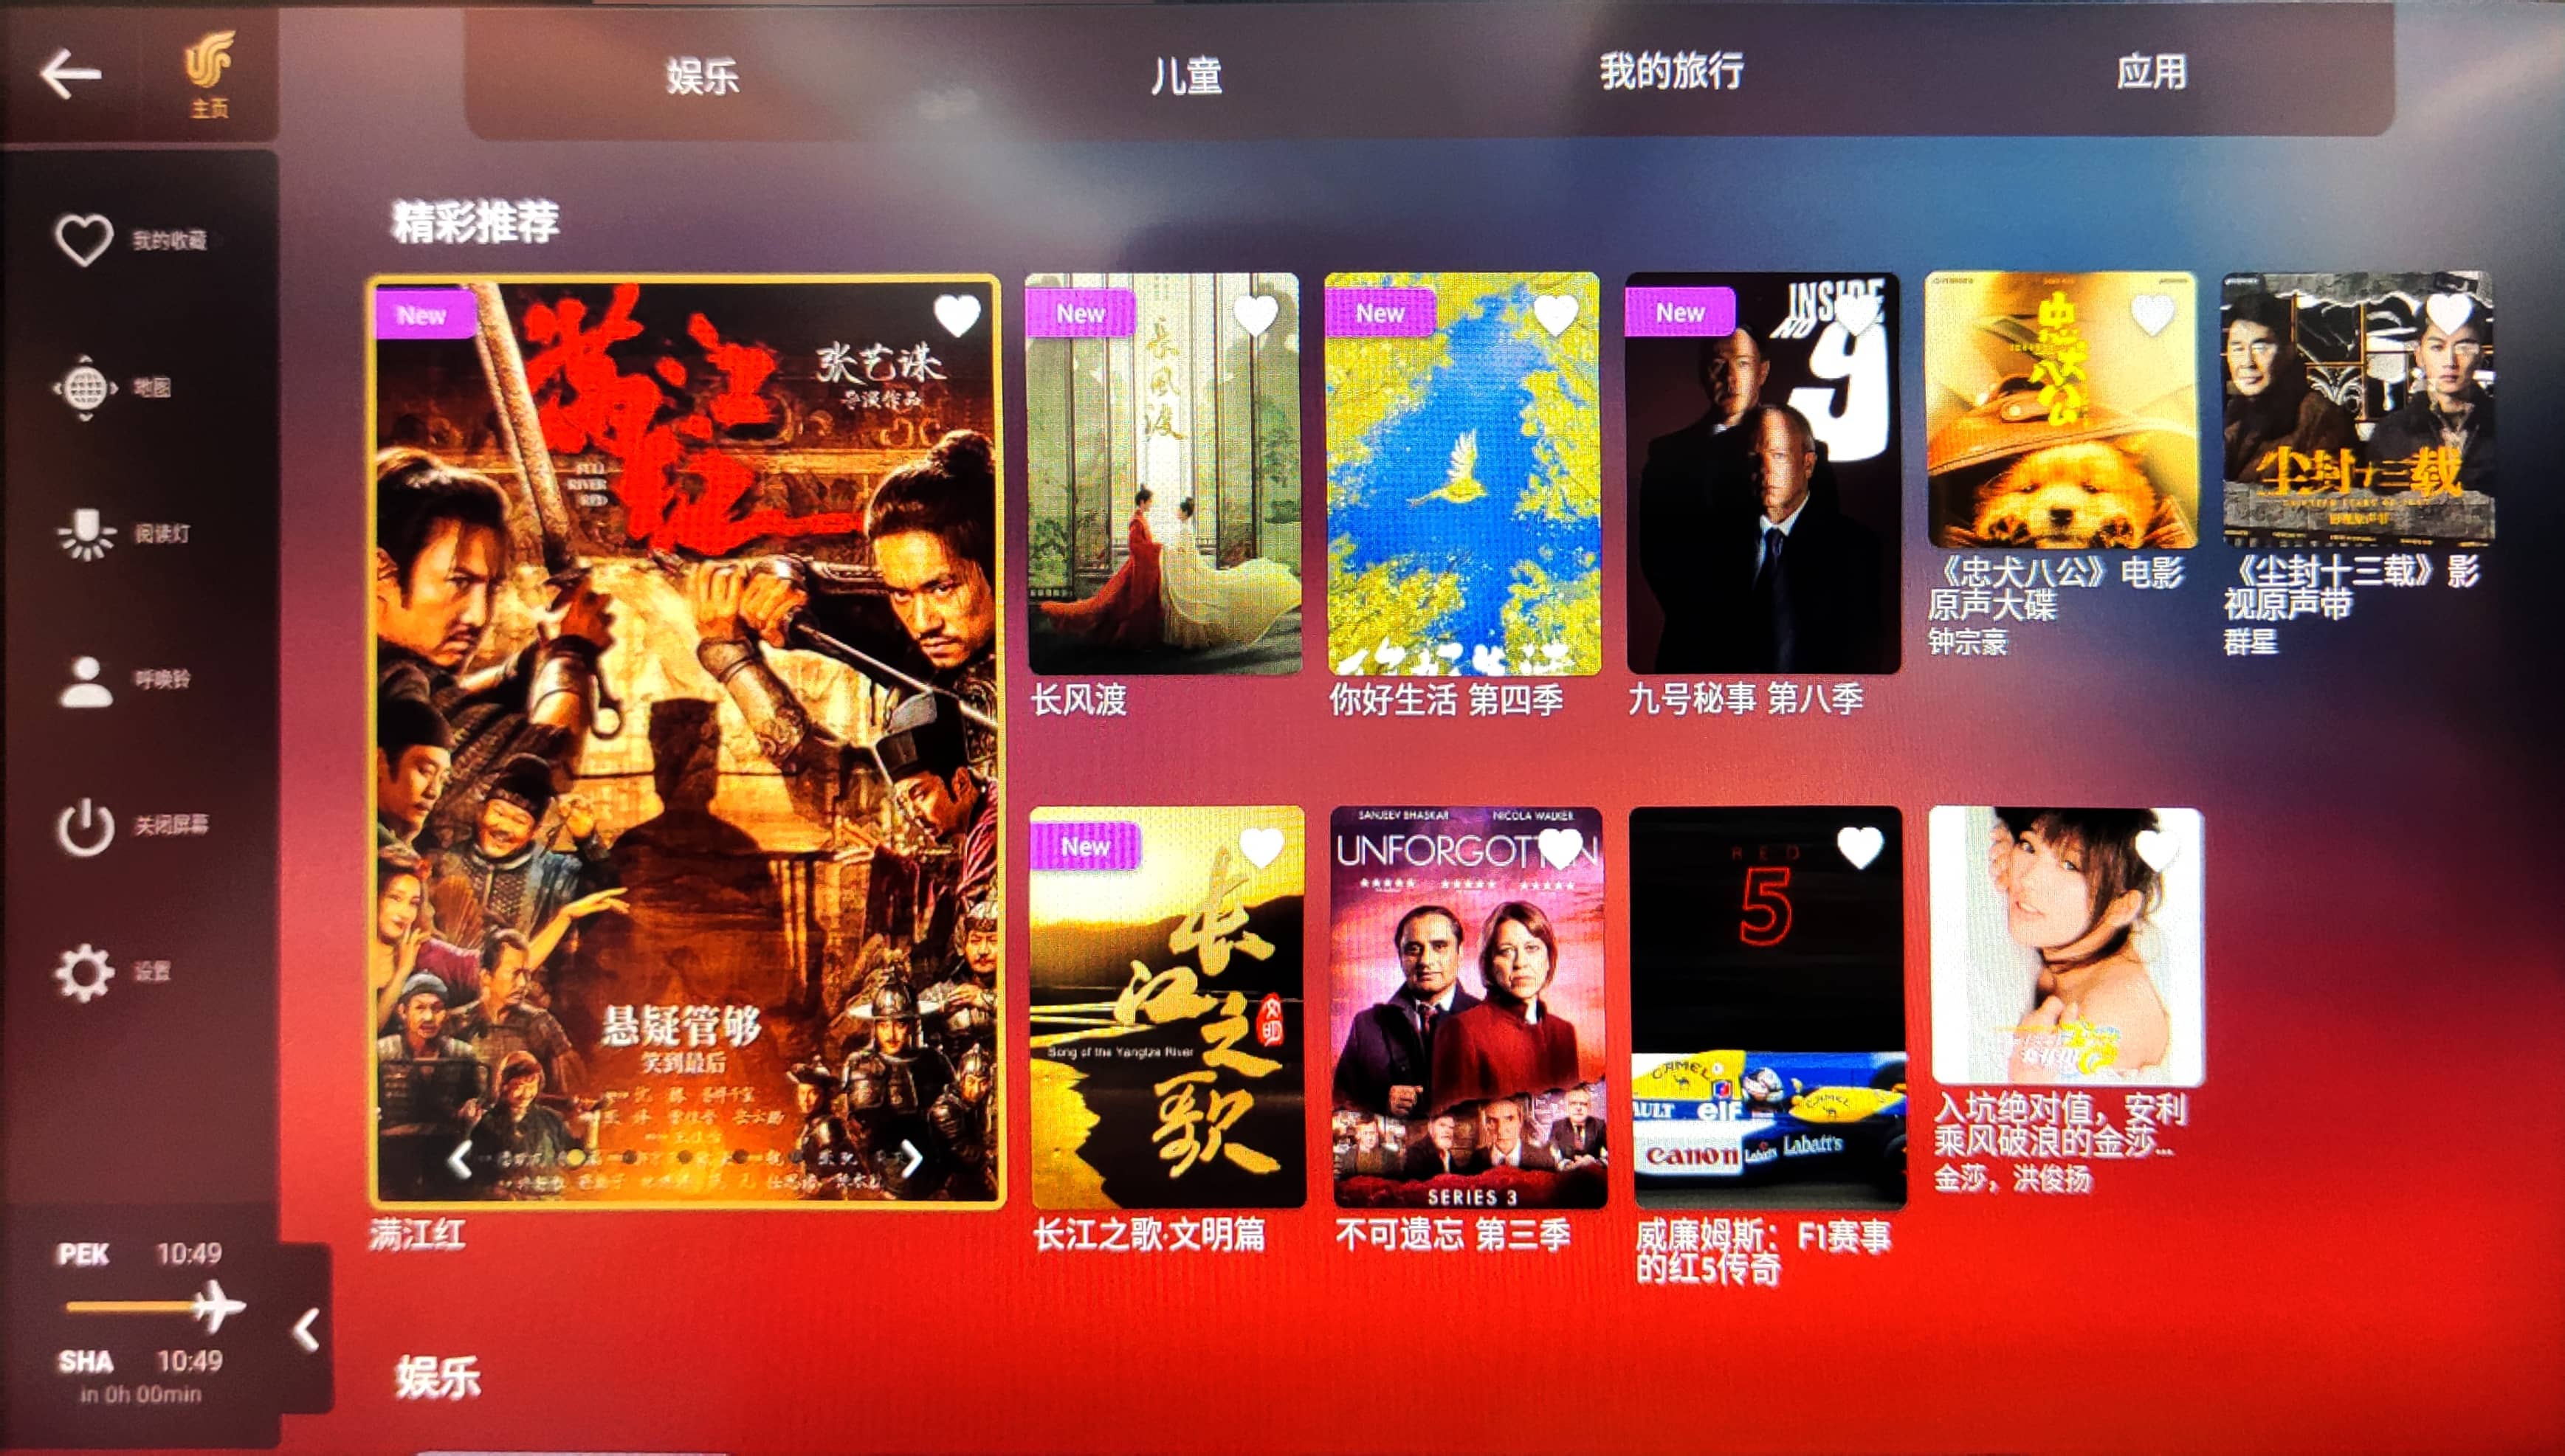 主页
娱乐
儿童
我的旅行
应用
我的收藏
地图
阅读灯
呼唤铃
关闭屏幕
设置
PEK 10:49
SHA 10:49
in 0h 00min
精彩推荐
New
满江红
FULL
RIVER
RED
张艺谋
导演作品
悬疑管够
笑到最后
满江红
New
长风渡
长风渡
New
你好生活
你好生活 第四季
New
INSIDE
NO
9
九号秘事 第八季
忠犬八公
《忠犬八公》电影
原声大碟
钟宗豪
尘封十三载
《尘封十三载》影
视原声带
群星
New
长江之歌
文明
Song of the Yangtze River
长江之歌·文明篇
SANJEEV BHASKAR NICOLA WALKER
UNFORGOTTEN
SERIES 3
不可遗忘 第三季
RED
5
CAMEL
CAMEL
elf
Canon
Labatt's
Labatt's
威廉姆斯：F1赛事
的红5传奇
入坑绝对值，安利
乘风破浪的金莎...
金莎，洪俊扬
娱乐